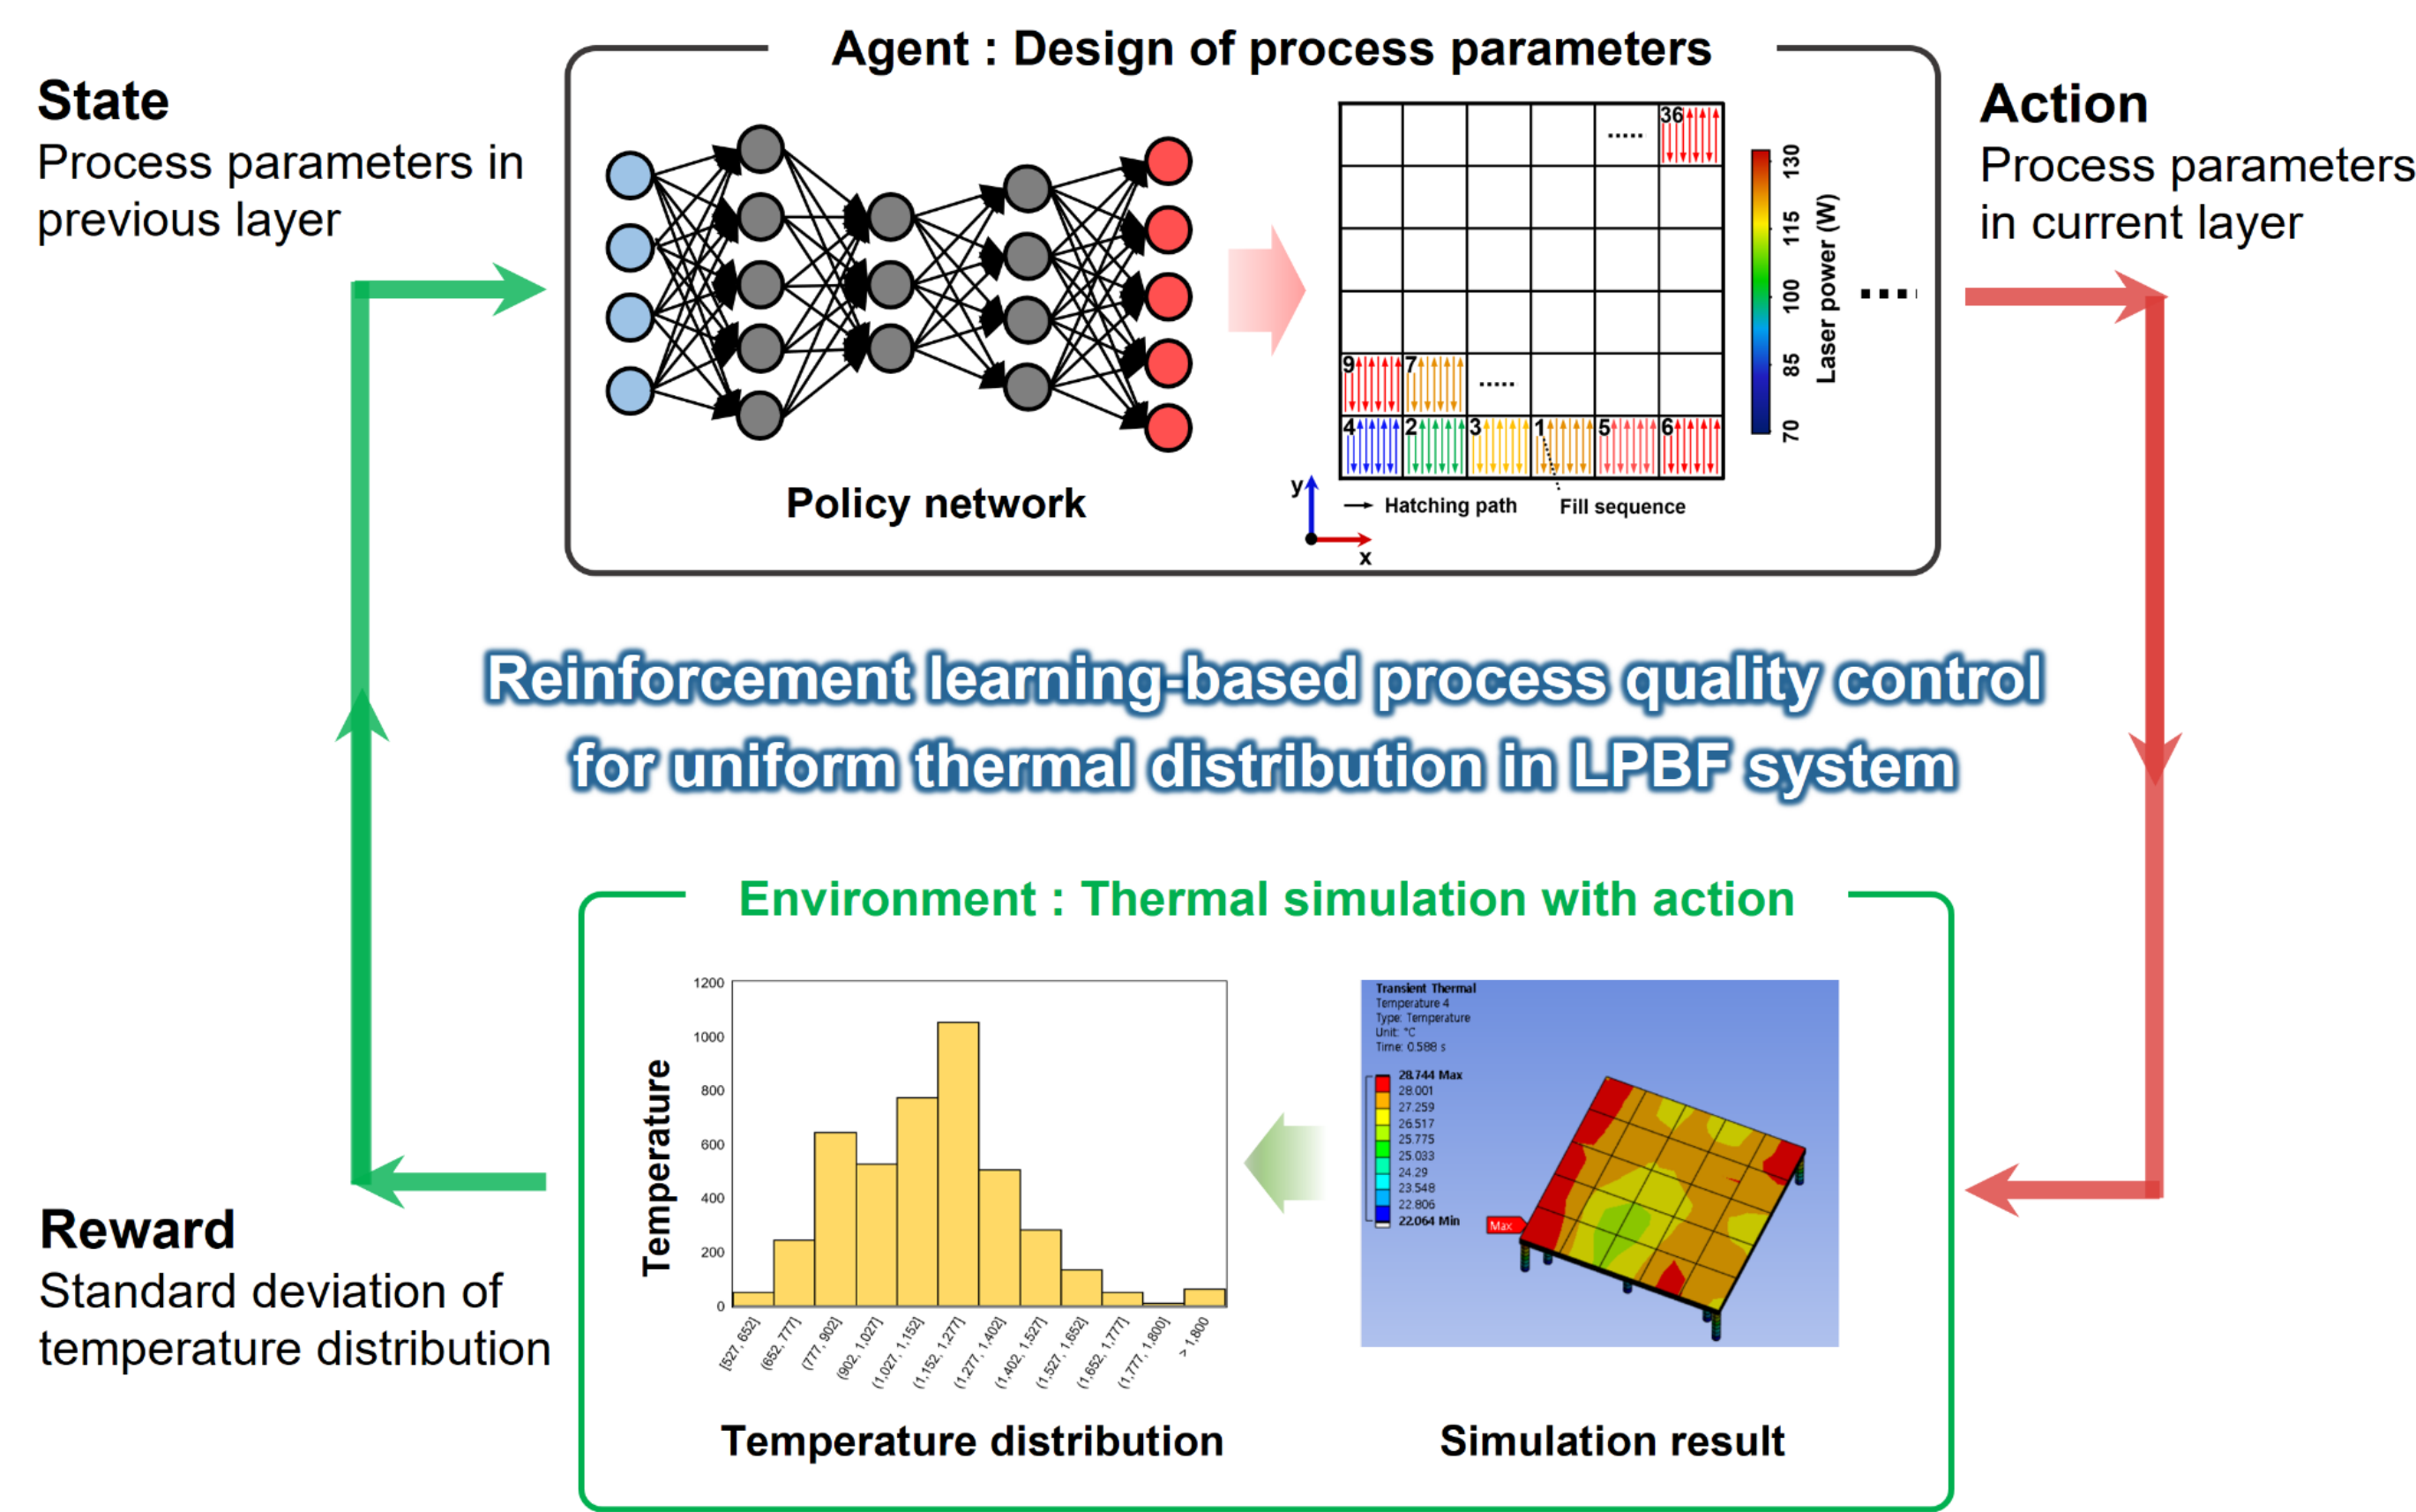 Agent : Design of process parameters
State
Process parameters in
previous layer
Action
Process parameters
in current layer
36
.....
9
7
.....
4
2
3
1
5
6
130
115
100
85
70
Laser power (W)
....
Policy network
y
x
Hatching path
Fill sequence
Reinforcement learning-based process quality control
for uniform thermal distribution in LPBF system
Environment : Thermal simulation with action
Reward
Standard deviation of
temperature distribution
Temperature
1200
1000
800
600
400
200
0
[527, 652]
(652, 777]
(777, 902]
(902, 1,027]
(1,027, 1,152]
(1,152, 1,277]
(1,277, 1,402]
(1,402, 1,527]
(1,527, 1,652]
(1,652, 1,777]
(1,777, 1,800]
> 1,800
Temperature distribution
Transient Thermal
Temperature 4
Type: Temperature
Unit: °C
Time: 0.588 s
28.744 Max
28.001
27.259
26.517
25.775
25.033
24.29
23.548
22.806
22.064 Min
Max
Simulation result